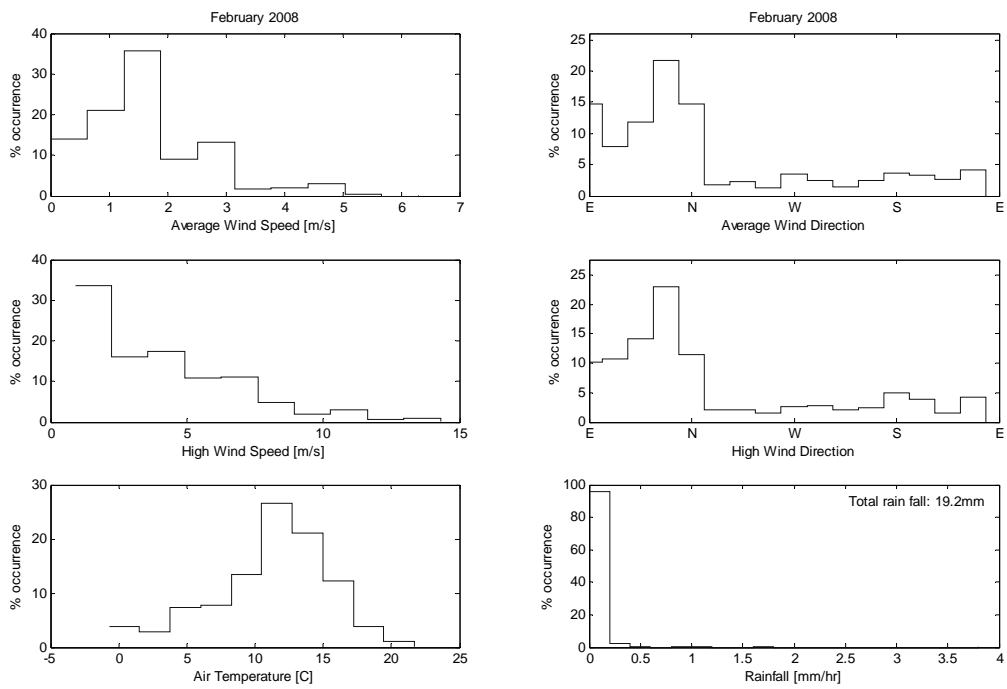 February 2008
40
30
20
10
0
% occurrence
0 1 2 3 4 5 6 7
Average Wind Speed [m/s]
February 2008
25
20
15
10
5
0
% occurrence
E N W S E
Average Wind Direction
40
30
20
10
0
% occurrence
0 5 10 15
High Wind Speed [m/s]
25
20
15
10
5
0
% occurrence
E N W S E
High Wind Direction
30
20
10
0
% occurrence
-5 0 5 10 15 20 25
Air Temperature [C]
100
80
60
40
20
0
% occurrence
Total rain fall: 19.2mm
0 0.5 1 1.5 2 2.5 3 3.5 4
Rainfall [mm/hr]